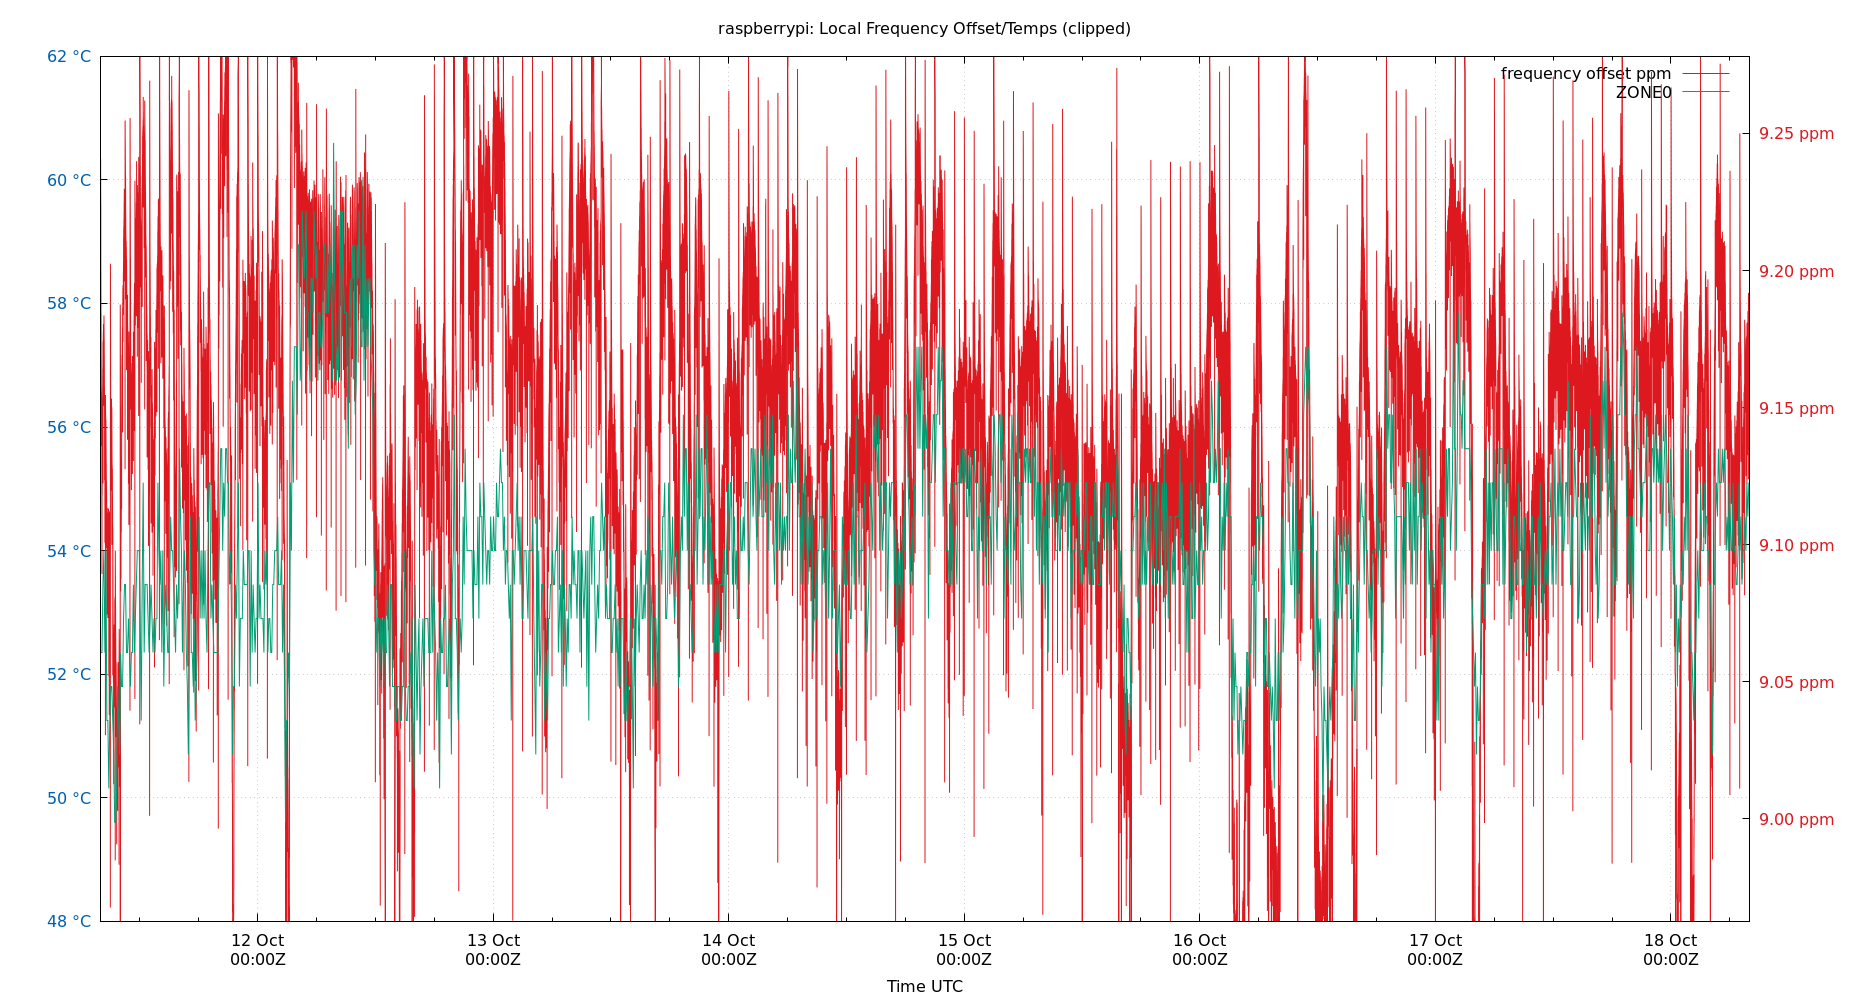 raspberrypi: Local Frequency Offset/Temps (clipped)
62 °C
60 °C
58 °C
56 °C
54 °C
52 °C
50 °C
48 °C
frequency offset ppm
ZONE0
9.25 ppm
9.20 ppm
9.15 ppm
9.10 ppm
9.05 ppm
9.00 ppm
12 Oct 13 Oct 14 Oct 15 Oct 16 Oct 17 Oct 18 Oct
00:00Z 00:00Z 00:00Z 00:00Z 00:00Z 00:00Z 00:00Z
Time UTC